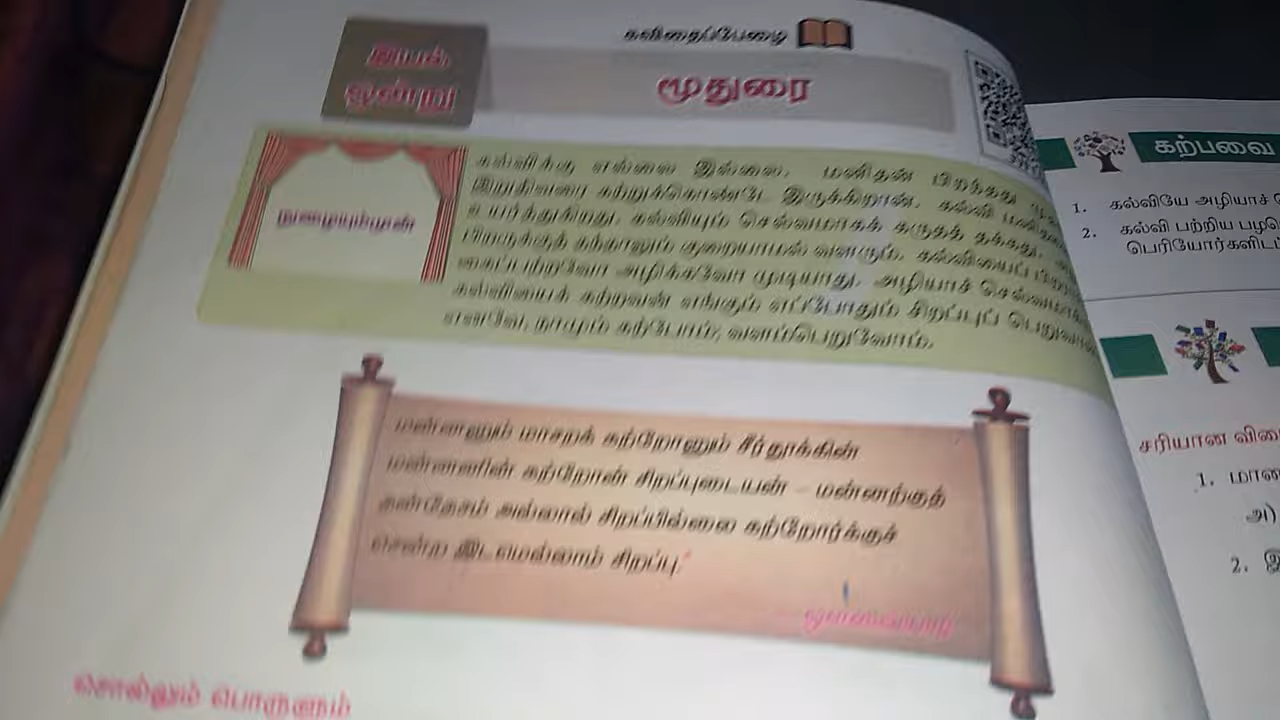 கவிதைப்பேழை
இயல்
ஒன்று
மூதுரை
நுழையும்முன்
கல்விக்கு எல்லை இல்லை. மனிதன் பிறந்தது
இறுதிவரை கற்றுக்கொண்டே இருக்கிறான். கல்வி
உயர்த்துகிறது. கல்வியும் செல்வமாகக் கருதத் தக்கது.
பிறருக்குத் தந்தாலும் குறையாமல் வளரும். கல்வியைப்
கைப்பற்றவோ அழிக்கவோ முடியாது. அழியாச்
கல்வியைக் கற்றவன் எங்கும் எப்போதும் சிறப்புப்
எனவே, நாமும் கற்போம்; வளம்பெறுவோம்.
மன்னனும் மாசறக் கற்றோனும் சீர்தூக்கின்
மன்னனின் கற்றோன் சிறப்புடையன் – மன்னற்குத்
தன்தேசம் அல்லால் சிறப்பில்லை கற்றோர்க்குச்
சென்ற இடமெல்லாம் சிறப்பு.*
ஔவையார்
சொல்லும் பொருளும்
கற்பவை
1. கல்வியே அழியாச்
2. கல்வி பற்றிய
பெரியோர்களிடம்
சரியான
1.
அ)
2.